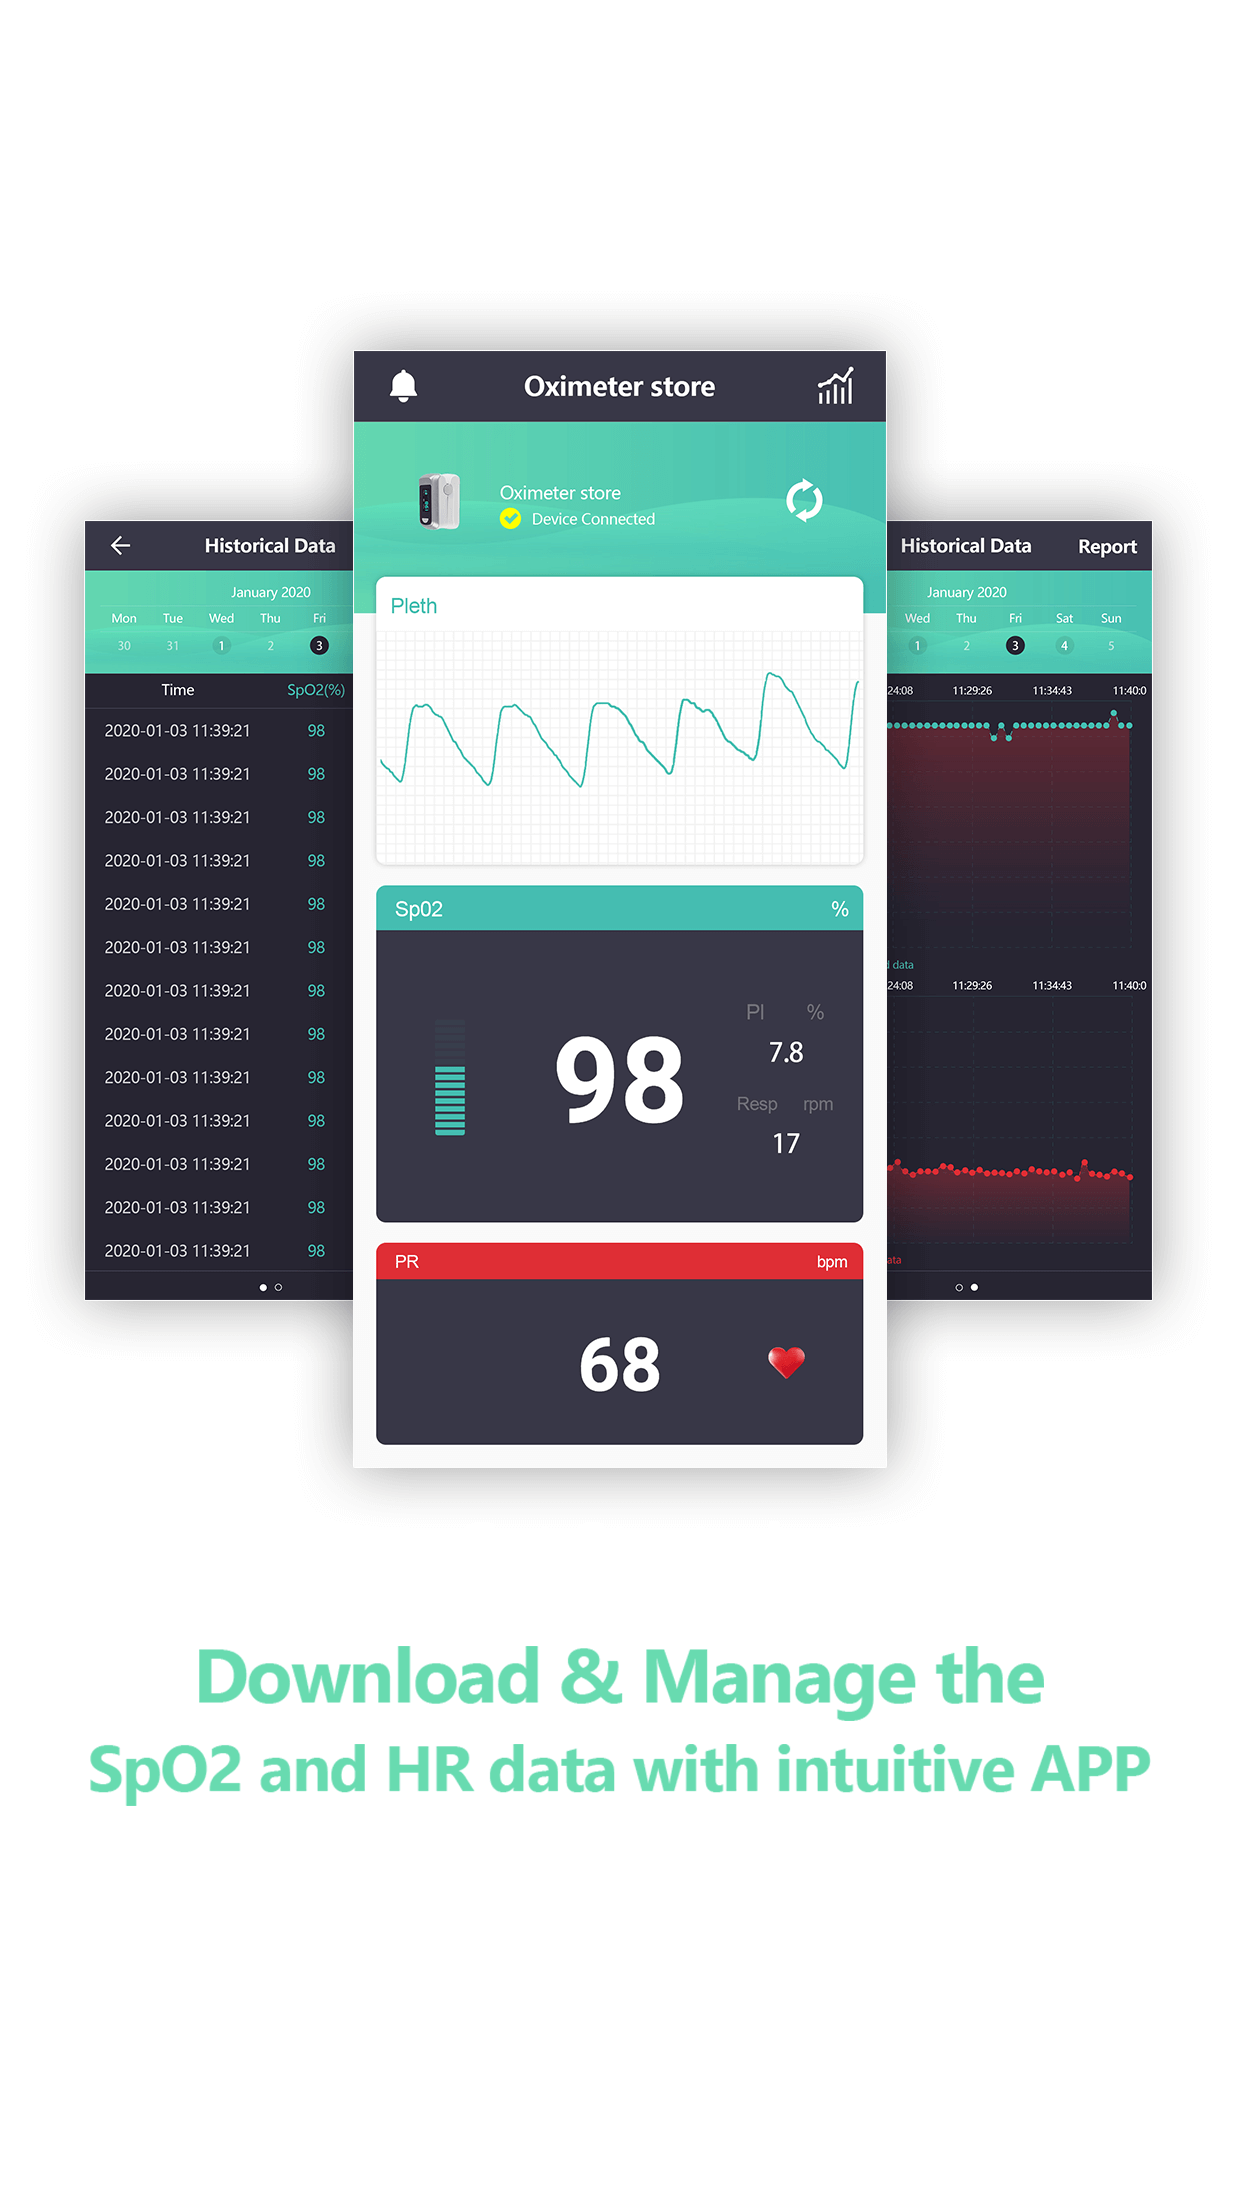 Oximeter store
Oximeter store
Device Connected
Pleth
Sp02 %
98
PI %
7.8
Resp rpm
17
PR bpm
68
Historical Data
January 2020
Mon Tue Wed Thu Fri
30 31 1 2 3
Time SpO2(%)
2020-01-03 11:39:21 98
2020-01-03 11:39:21 98
2020-01-03 11:39:21 98
2020-01-03 11:39:21 98
2020-01-03 11:39:21 98
2020-01-03 11:39:21 98
2020-01-03 11:39:21 98
2020-01-03 11:39:21 98
2020-01-03 11:39:21 98
2020-01-03 11:39:21 98
2020-01-03 11:39:21 98
2020-01-03 11:39:21 98
2020-01-03 11:39:21 98
Historical Data Report
January 2020
Wed Thu Fri Sat Sun
1 2 3 4 5
24:08 11:29:26 11:34:43 11:40:0
data
24:08 11:29:26 11:34:43 11:40:0
ata
Download & Manage the
SpO2 and HR data with intuitive APP